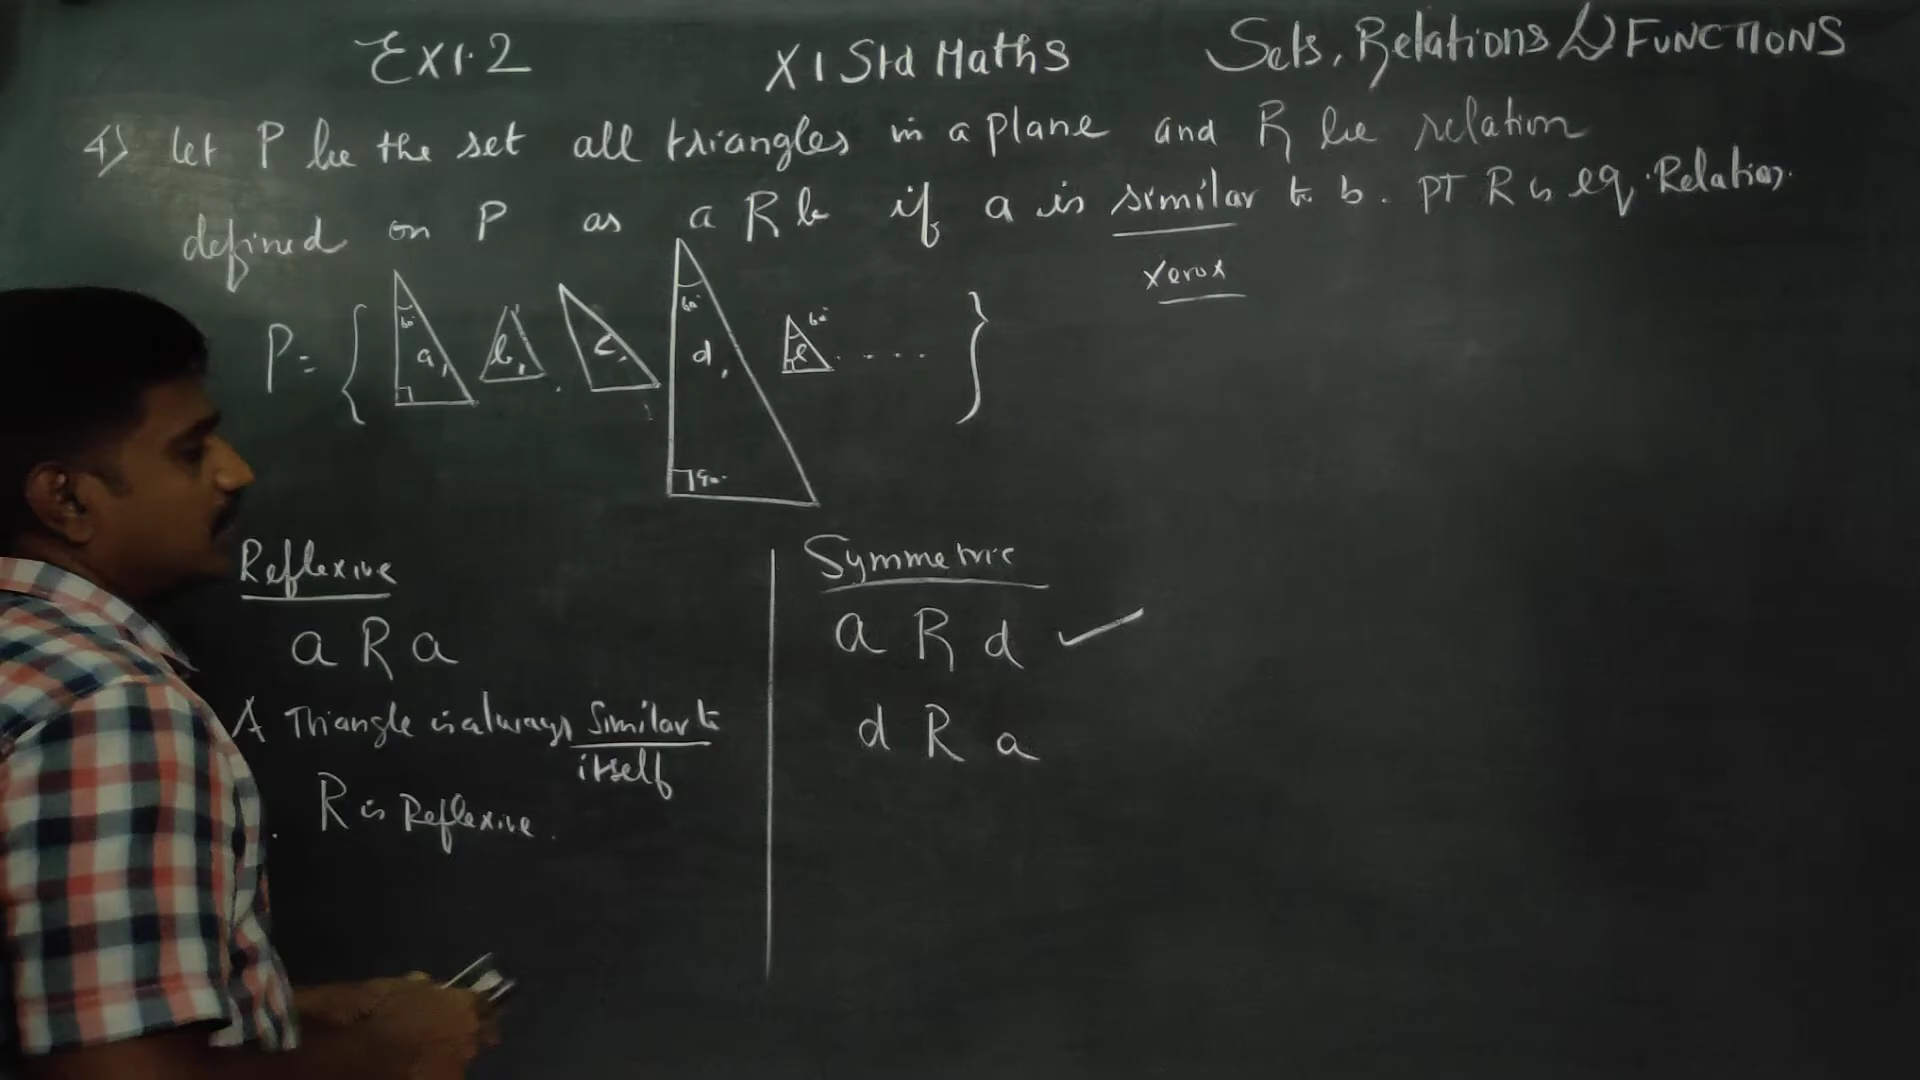 Ex 1.2
XI Std Maths
Sets, Relations & FUNCTIONS
4) Let P be the set all triangles in a plane and R be relation
defined on P as a R b if a is similar to b. PT R is eq. Relation.
Xerox
P = { a, b, c, d, e .... }
60°
60°
60°
90°
Reflexive
a R a
A Triangle is always Similar to
itself
R is Reflexive.
Symmetric
a R d ✓
d R a